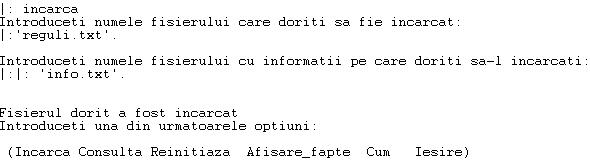 |: incarca
Introduceti numele fisierului care doriti sa fie incarcat:
|:'reguli.txt'.
Introduceti numele fisierului cu informatii pe care doriti sa-l incarcati:
|:|: 'info.txt'.
Fisierul dorit a fost incarcat
Introduceti una din urmatoarele optiuni:
(Incarca Consulta Reinitiaza Afisare_fapte Cum Iesire)